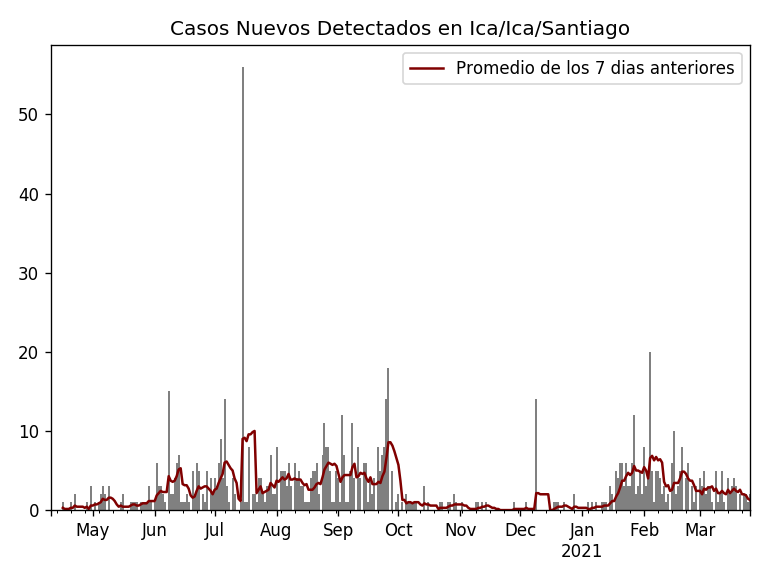 Casos Nuevos Detectados en Ica/Ica/Santiago
Promedio de los 7 dias anteriores
50
40
30
20
10
0
May Jun Jul Aug Sep Oct Nov Dec Jan Feb Mar
2021